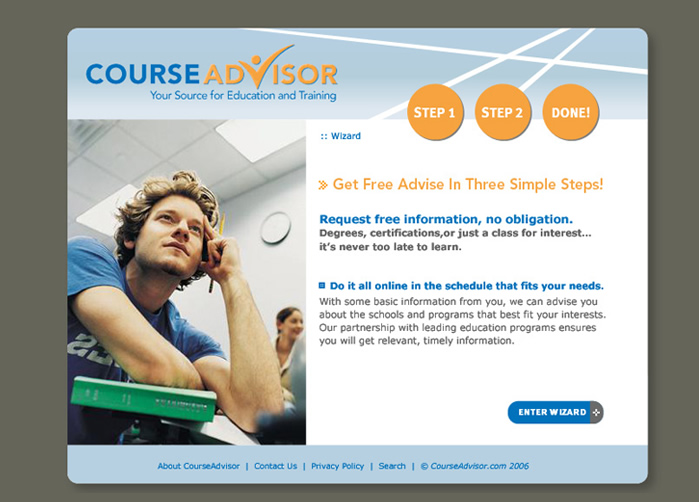 COURSE ADVISOR
Your Source for Education and Training
STEP 1
STEP 2
DONE!
:: Wizard
» Get Free Advise In Three Simple Steps!
Request free information, no obligation.
Degrees, certifications,or just a class for interest...
it's never too late to learn.
Do it all online in the schedule that fits your needs.
With some basic information from you, we can advise you
about the schools and programs that best fit your interests.
Our partnership with leading education programs ensures
you will get relevant, timely information.
ENTER WIZARD
About CourseAdvisor | Contact Us | Privacy Policy | Search | © CourseAdvisor.com 2006